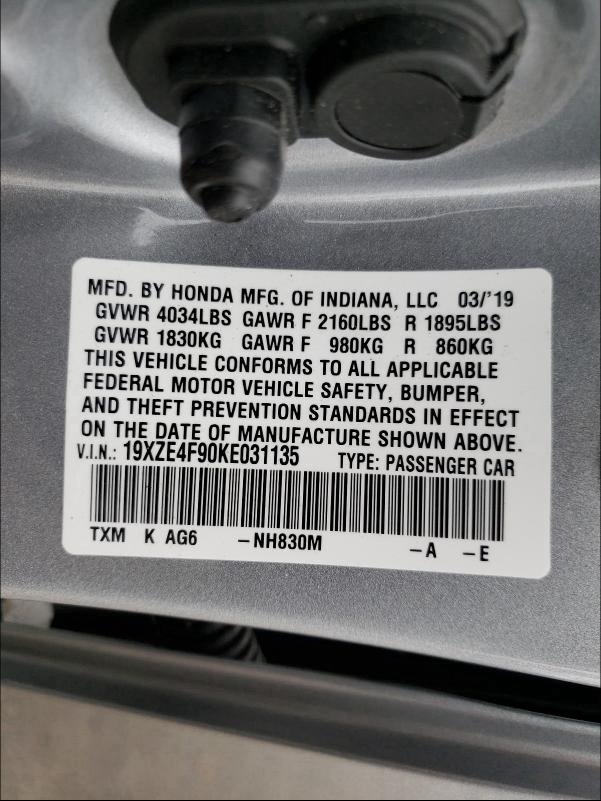 MFD. BY HONDA MFG. OF INDIANA, LLC 03/'19
GVWR 4034LBS GAWR F 2160LBS R 1895LBS
GVWR 1830KG GAWR F 980KG R 860KG
THIS VEHICLE CONFORMS TO ALL APPLICABLE
FEDERAL MOTOR VEHICLE SAFETY, BUMPER,
AND THEFT PREVENTION STANDARDS IN EFFECT
ON THE DATE OF MANUFACTURE SHOWN ABOVE.
V.I.N.: 19XZE4F90KE031135 TYPE: PASSENGER CAR
TXM K AG6 -NH830M -A -E